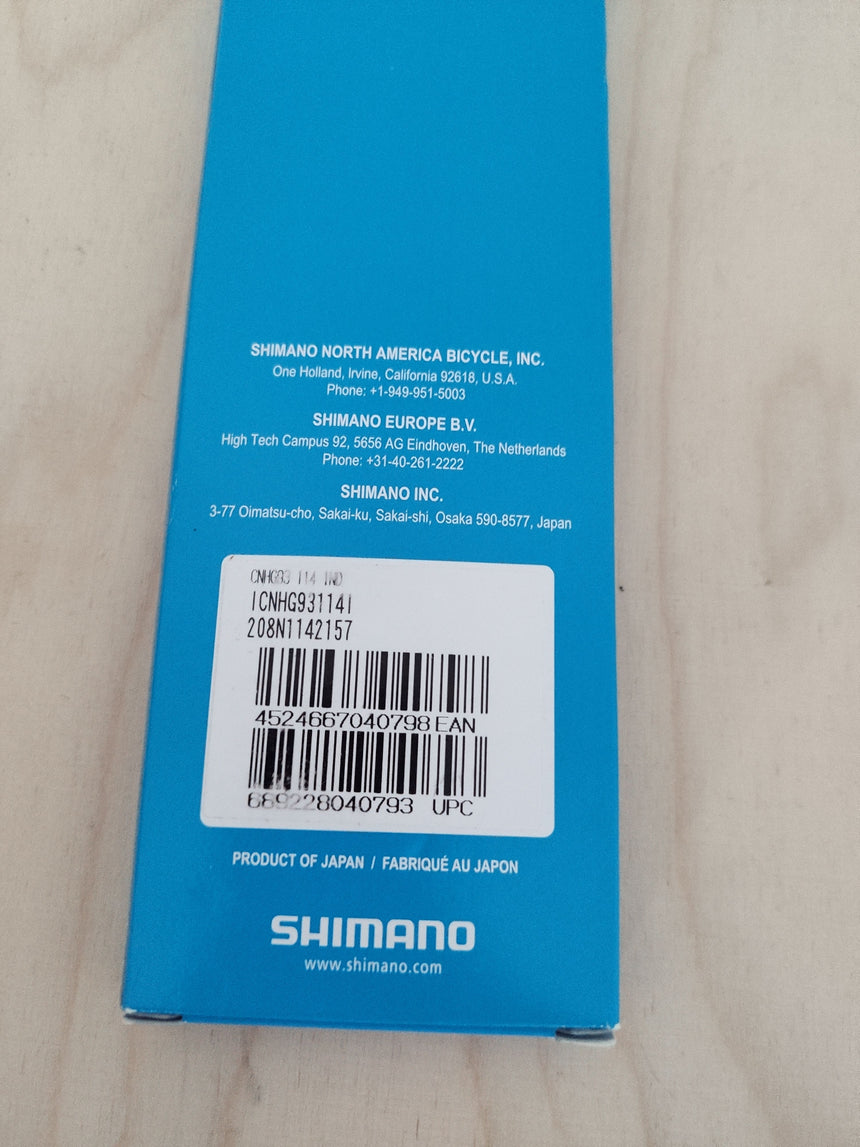 SHIMANO NORTH AMERICA BICYCLE, INC.
One Holland, Irvine, California 92618, U.S.A.
Phone: +1-949-951-5003
SHIMANO EUROPE B.V.
High Tech Campus 92, 5656 AG Eindhoven, The Netherlands
Phone: +31-40-261-2222
SHIMANO INC.
3-77 Oimatsu-cho, Sakai-ku, Sakai-shi, Osaka 590-8577, Japan
CNHG93 114 IND
ICNHG93114I
208N1142157
4524667040798 EAN
689228040793 UPC
PRODUCT OF JAPAN / FABRIQUÉ AU JAPON
SHIMANO
www.shimano.com